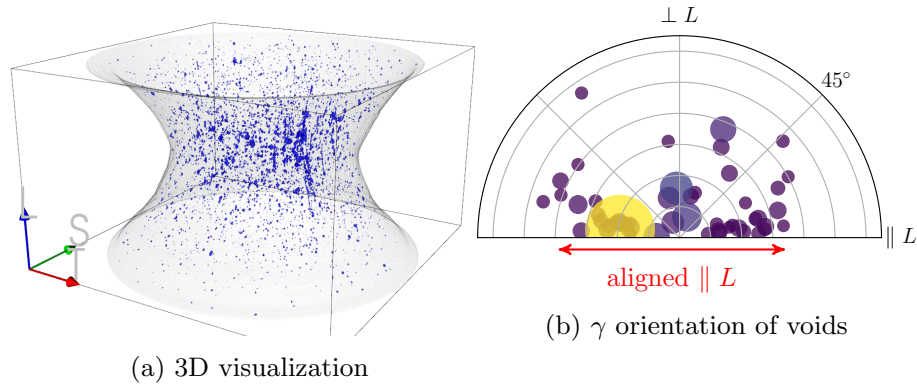 L
S
T
(a) 3D visualization
⊥ L
45°
∥ L
aligned ∥ L
(b) γ orientation of voids